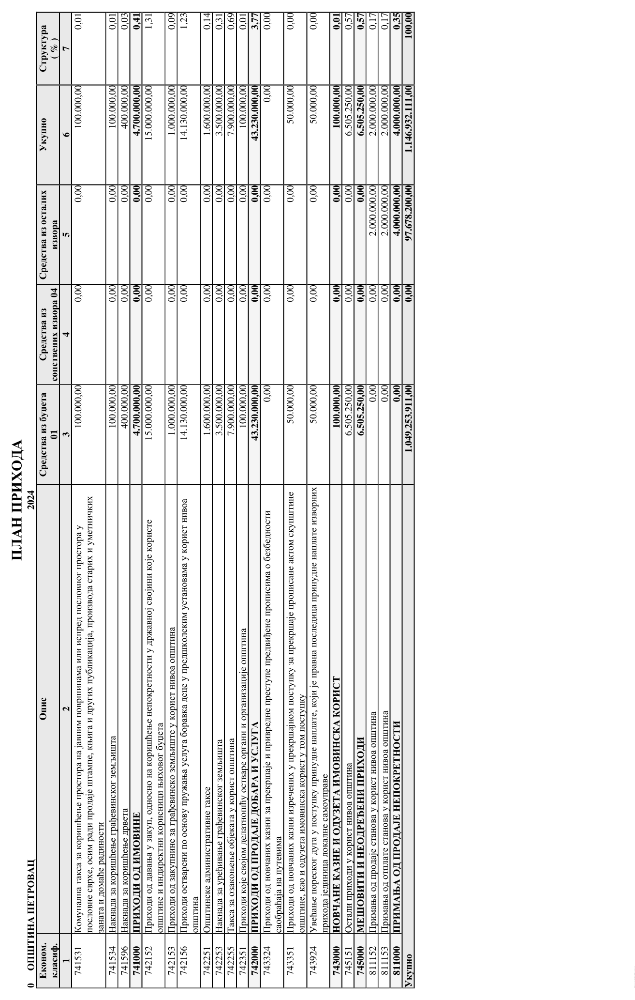 ПЛАН ПРИХОДА
0 ОПШТИНА ПЕТРОВАЦ 2024
Економ. класиф. Опис Средства из буџета 01 Средства из сопствених извора 04 Средства из осталих извора Укупно Структура ( % )
1 2 3 4 5 6 7
741531 Комунална такса за коришћење простора на јавним површинама или испред пословног простора у 100.000,00 0,00 0,00 100.000,00 0,01
пословне сврхе, осим ради продаје штампе, књига и других публикација, производа старих и уметничких
заната и домаће радиности
741534 Накнада за коришћење грађевинског земљишта 100.000,00 0,00 0,00 100.000,00 0,01
741596 Накнада за коришћење дрвета 400.000,00 0,00 0,00 400.000,00 0,03
741000 ПРИХОДИ ОД ИМОВИНЕ 4.700.000,00 0,00 0,00 4.700.000,00 0,41
742152 Приходи од давања у закуп, односно на коришћење непокретности у државној својини које користе 15.000.000,00 0,00 0,00 15.000.000,00 1,31
општине и индиректни корисници њиховог буџета
742153 Приходи од закупнине за грађевинско земљиште у корист нивоа општина 1.000.000,00 0,00 0,00 1.000.000,00 0,09
742156 Приходи остварени по основу пружања услуга боравка деце у предшколским установама у корист нивоа 14.130.000,00 0,00 0,00 14.130.000,00 1,23
општина
742251 Општинске административне таксе 1.600.000,00 0,00 0,00 1.600.000,00 0,14
742253 Накнада за уређивање грађевинског земљишта 3.500.000,00 0,00 0,00 3.500.000,00 0,31
742255 Такса за озакоњење објеката у корист општина 7.900.000,00 0,00 0,00 7.900.000,00 0,69
742351 Приходи које својом делатношћу остваре органи и организације општина 100.000,00 0,00 0,00 100.000,00 0,01
742000 ПРИХОДИ ОД ПРОДАЈЕ ДОБАРА И УСЛУГА 43.230.000,00 0,00 0,00 43.230.000,00 3,77
743324 Приходи од новчаних казни за прекршаје и привредне преступе предвиђене прописима о безбедности 0,00 0,00 0,00 0,00 0,00
саобраћаја на путевима
743351 Приходи од новчаних казни изречених у прекршајном поступку за прекршаје прописане актом скупштине 50.000,00 0,00 0,00 50.000,00 0,00
општине, као и одузета имовинска корист у том поступку
743924 Увећање пореског дуга у поступку принудне наплате, који је правна последица принудне наплате изворних 50.000,00 0,00 0,00 50.000,00 0,00
прихода јединица локалне самоуправе
743000 НОВЧАНЕ КАЗНЕ И ОДУЗЕТА ИМОВИНСКА КОРИСТ 100.000,00 0,00 0,00 100.000,00 0,01
745151 Остали приходи у корист нивоа општина 6.505.250,00 0,00 0,00 6.505.250,00 0,57
745000 МЕШОВИТИ И НЕОДРЕЂЕНИ ПРИХОДИ 6.505.250,00 0,00 0,00 6.505.250,00 0,57
811152 Примања од продаје станова у корист нивоа општина 0,00 0,00 2.000.000,00 2.000.000,00 0,17
811153 Примања од отплате станова у корист нивоа општина 0,00 0,00 2.000.000,00 2.000.000,00 0,17
811000 ПРИМАЊА ОД ПРОДАЈЕ НЕПОКРЕТНОСТИ 0,00 0,00 4.000.000,00 4.000.000,00 0,35
Укупно 1.049.253.911,00 0,00 97.678.200,00 1.146.932.111,00 100,00